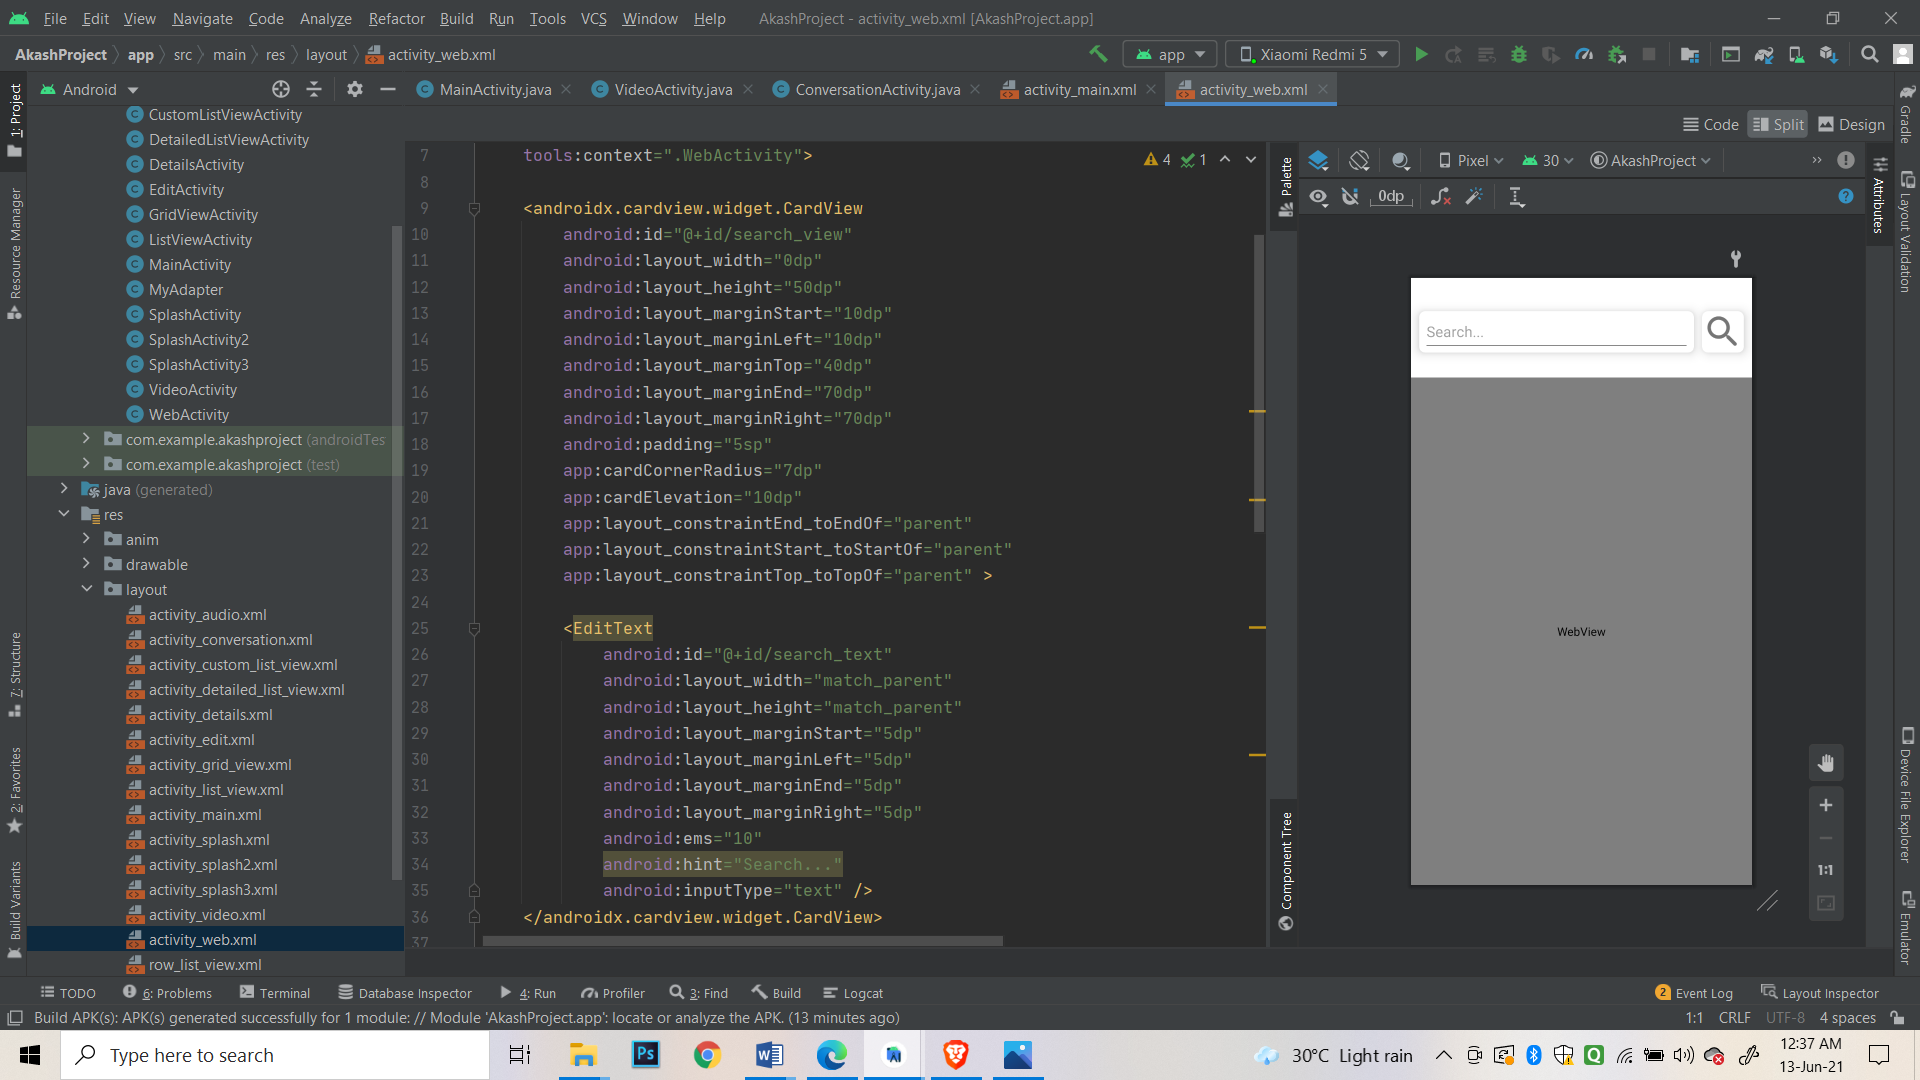 File Edit View Navigate Code Analyze Refactor Build Run Tools VCS Window Help AkashProject - activity_web.xml [AkashProject.app]
AkashProject app src main res layout activity_web.xml app Xiaomi Redmi 5
Android MainActivity.java VideoActivity.java ConversationActivity.java activity_main.xml activity_web.xml
Code Split Design
1: Project
Resource Manager
7: Structure
2: Favorites
Build Variants
CustomListViewActivity
DetailedListViewActivity
DetailsActivity
EditActivity
GridViewActivity
ListViewActivity
MainActivity
MyAdapter
SplashActivity
SplashActivity2
SplashActivity3
VideoActivity
WebActivity
com.example.akashproject (androidTes
com.example.akashproject (test)
java (generated)
res
anim
drawable
layout
activity_audio.xml
activity_conversation.xml
activity_custom_list_view.xml
activity_detailed_list_view.xml
activity_details.xml
activity_edit.xml
activity_grid_view.xml
activity_list_view.xml
activity_main.xml
activity_splash.xml
activity_splash2.xml
activity_splash3.xml
activity_video.xml
activity_web.xml
row_list_view.xml
4 1
7 tools:context=".WebActivity">
8
9 <androidx.cardview.widget.CardView
10 android:id="@+id/search_view"
11 android:layout_width="0dp"
12 android:layout_height="50dp"
13 android:layout_marginStart="10dp"
14 android:layout_marginLeft="10dp"
15 android:layout_marginTop="40dp"
16 android:layout_marginEnd="70dp"
17 android:layout_marginRight="70dp"
18 android:padding="5sp"
19 app:cardCornerRadius="7dp"
20 app:cardElevation="10dp"
21 app:layout_constraintEnd_toEndOf="parent"
22 app:layout_constraintStart_toStartOf="parent"
23 app:layout_constraintTop_toTopOf="parent" >
24
25 <EditText
26 android:id="@+id/search_text"
27 android:layout_width="match_parent"
28 android:layout_height="match_parent"
29 android:layout_marginStart="5dp"
30 android:layout_marginLeft="5dp"
31 android:layout_marginEnd="5dp"
32 android:layout_marginRight="5dp"
33 android:ems="10"
34 android:hint="Search..."
35 android:inputType="text" />
36 </androidx.cardview.widget.CardView>
37
Palette
Component Tree
Pixel 30 AkashProject
0dp
Search...
WebView
1:1
Attributes
Gradle
Layout Validation
Device File Explorer
Emulator
TODO 6: Problems Terminal Database Inspector 4: Run Profiler 3: Find Build Logcat 2 Event Log Layout Inspector
Build APK(s): APK(s) generated successfully for 1 module: // Module 'AkashProject.app': locate or analyze the APK. (13 minutes ago) 1:1 CRLF UTF-8 4 spaces
Type here to search Ps 30°C Light rain 12:37 AM
13-Jun-21